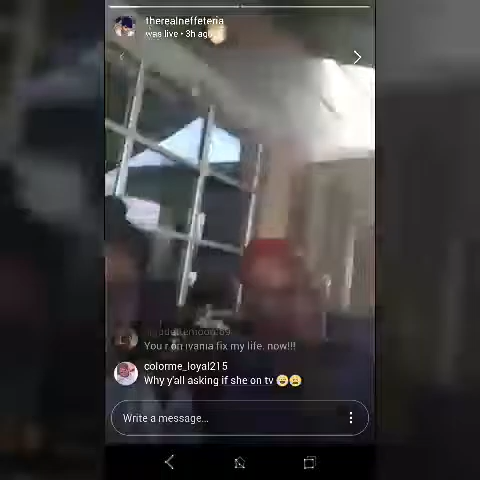 therealneffeteria
was live • 3h ago
You r on ivania fix my life. now!!!
colorme_loyal215
Why y'all asking if she on tv 😅😩
Write a message...